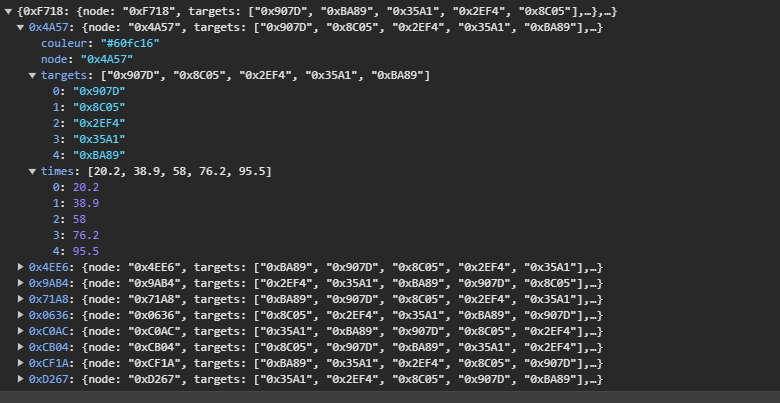 {0xF718: {node: "0xF718", targets: ["0x907D", "0xBA89", "0x35A1", "0x2EF4", "0x8C05"],…},…}
0x4A57: {node: "0x4A57", targets: ["0x907D", "0x8C05", "0x2EF4", "0x35A1", "0xBA89"],…}
couleur: "#60fc16"
node: "0x4A57"
targets: ["0x907D", "0x8C05", "0x2EF4", "0x35A1", "0xBA89"]
0: "0x907D"
1: "0x8C05"
2: "0x2EF4"
3: "0x35A1"
4: "0xBA89"
times: [20.2, 38.9, 58, 76.2, 95.5]
0: 20.2
1: 38.9
2: 58
3: 76.2
4: 95.5
0x4EE6: {node: "0x4EE6", targets: ["0xBA89", "0x907D", "0x8C05", "0x2EF4", "0x35A1"],…}
0x9AB4: {node: "0x9AB4", targets: ["0x2EF4", "0x35A1", "0xBA89", "0x907D", "0x8C05"],…}
0x71A8: {node: "0x71A8", targets: ["0xBA89", "0x907D", "0x8C05", "0x2EF4", "0x35A1"],…}
0x0636: {node: "0x0636", targets: ["0x8C05", "0x2EF4", "0x35A1", "0xBA89", "0x907D"],…}
0xC0AC: {node: "0xC0AC", targets: ["0x35A1", "0xBA89", "0x907D", "0x8C05", "0x2EF4"],…}
0xCB04: {node: "0xCB04", targets: ["0x8C05", "0x907D", "0xBA89", "0x35A1", "0x2EF4"],…}
0xCF1A: {node: "0xCF1A", targets: ["0xBA89", "0x35A1", "0x2EF4", "0x8C05", "0x907D"],…}
0xD267: {node: "0xD267", targets: ["0x35A1", "0x2EF4", "0x8C05", "0x907D", "0xBA89"],…}